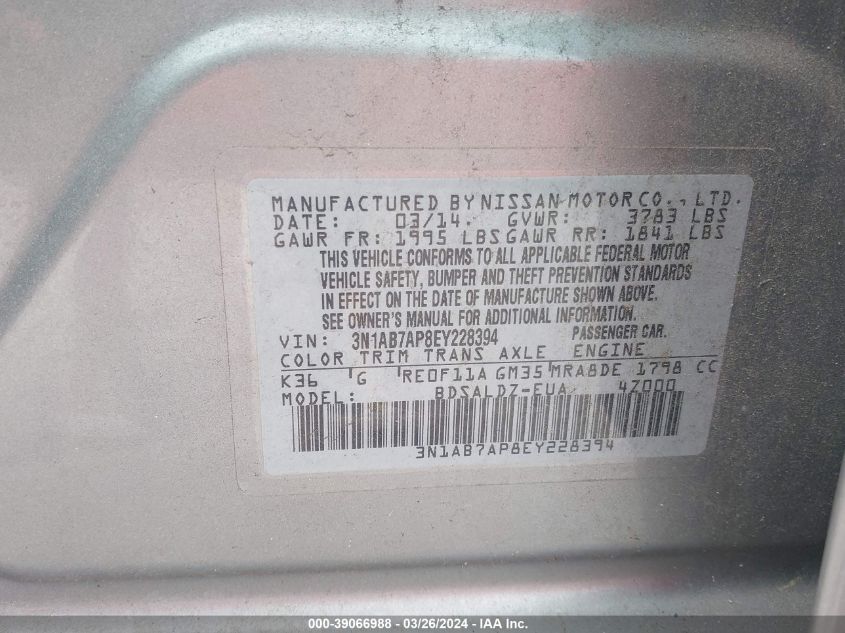 MANUFACTURED BY NISSAN MOTOR CO., LTD.
DATE: 03/14 GVWR: 3783 LBS
GAWR FR: 1995 LBS GAWR RR: 1841 LBS
THIS VEHICLE CONFORMS TO ALL APPLICABLE FEDERAL MOTOR
VEHICLE SAFETY, BUMPER AND THEFT PREVENTION STANDARDS
IN EFFECT ON THE DATE OF MANUFACTURE SHOWN ABOVE.
SEE OWNER'S MANUAL FOR ADDITIONAL INFORMATION.
VIN: 3N1AB7AP8EY228394 PASSENGER CAR.
COLOR TRIM TRANS AXLE ENGINE
K36 'G 'RE0F11A GM35'MRA8DE 1798 CC
MODEL: BDSALDZ-EUA 4Z000
3N1AB7AP8EY228394
000-39066988 - 03/26/2024 - IAA Inc.